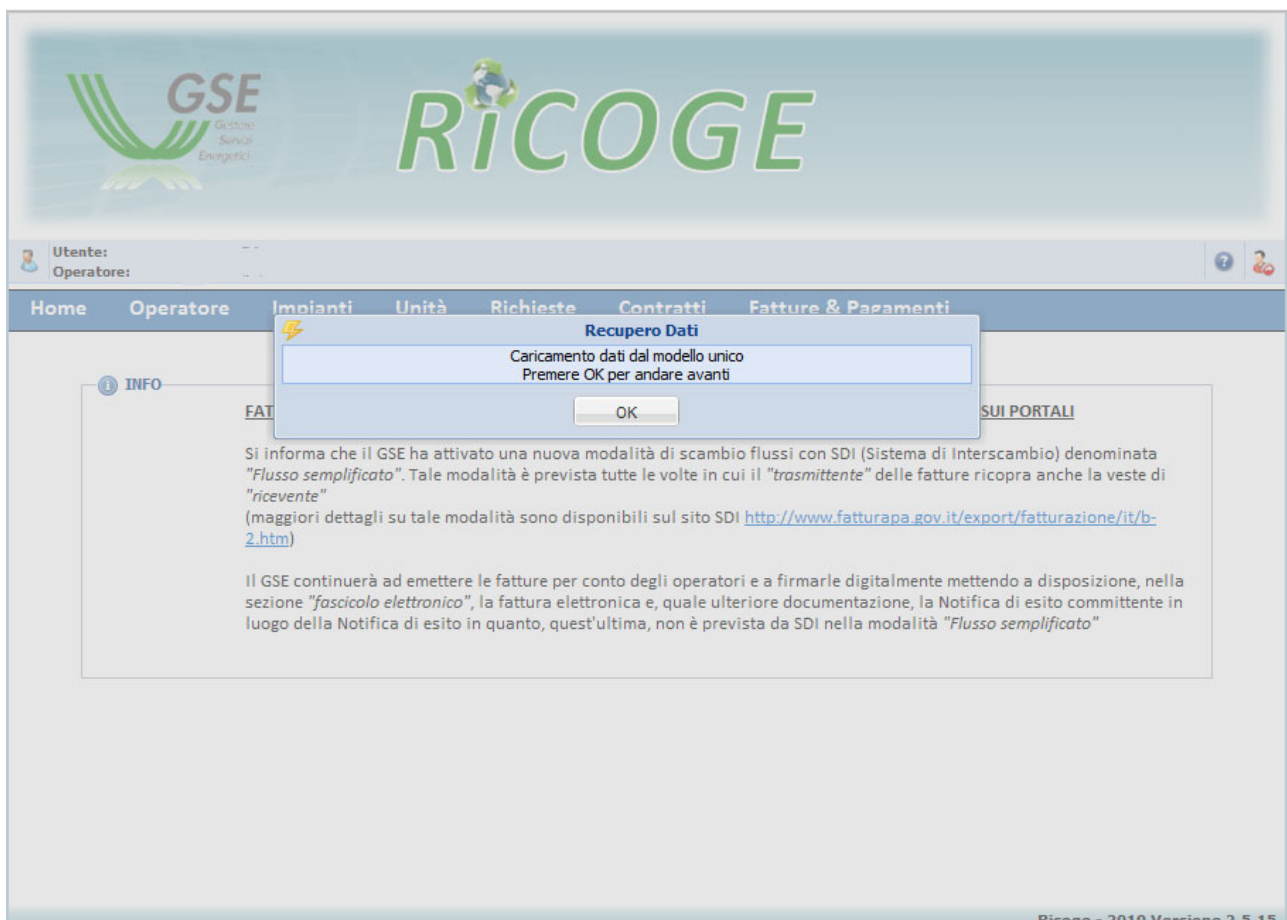 GSE
Gestore
Servizi
Energetici
RiCOGE
Utente:
Operatore:
Home Operatore Impianti Unità Richieste Contratti Fatture & Pagamenti
Recupero Dati
Caricamento dati dal modello unico
Premere OK per andare avanti
OK
INFO
SUI PORTALI
Si informa che il GSE ha attivato una nuova modalità di scambio flussi con SDI (Sistema di Interscambio) denominata
"Flusso semplificato". Tale modalità è prevista tutte le volte in cui il "trasmittente" delle fatture ricopra anche la veste di
"ricevente"
(maggiori dettagli su tale modalità sono disponibili sul sito SDI http://www.fatturapa.gov.it/export/fatturazione/it/b-
2.htm)
Il GSE continuerà ad emettere le fatture per conto degli operatori e a firmarle digitalmente mettendo a disposizione, nella
sezione "fascicolo elettronico", la fattura elettronica e, quale ulteriore documentazione, la Notifica di esito committente in
luogo della Notifica di esito in quanto, quest'ultima, non è prevista da SDI nella modalità "Flusso semplificato"
Ricoge - 2019 Versione 2.5.15